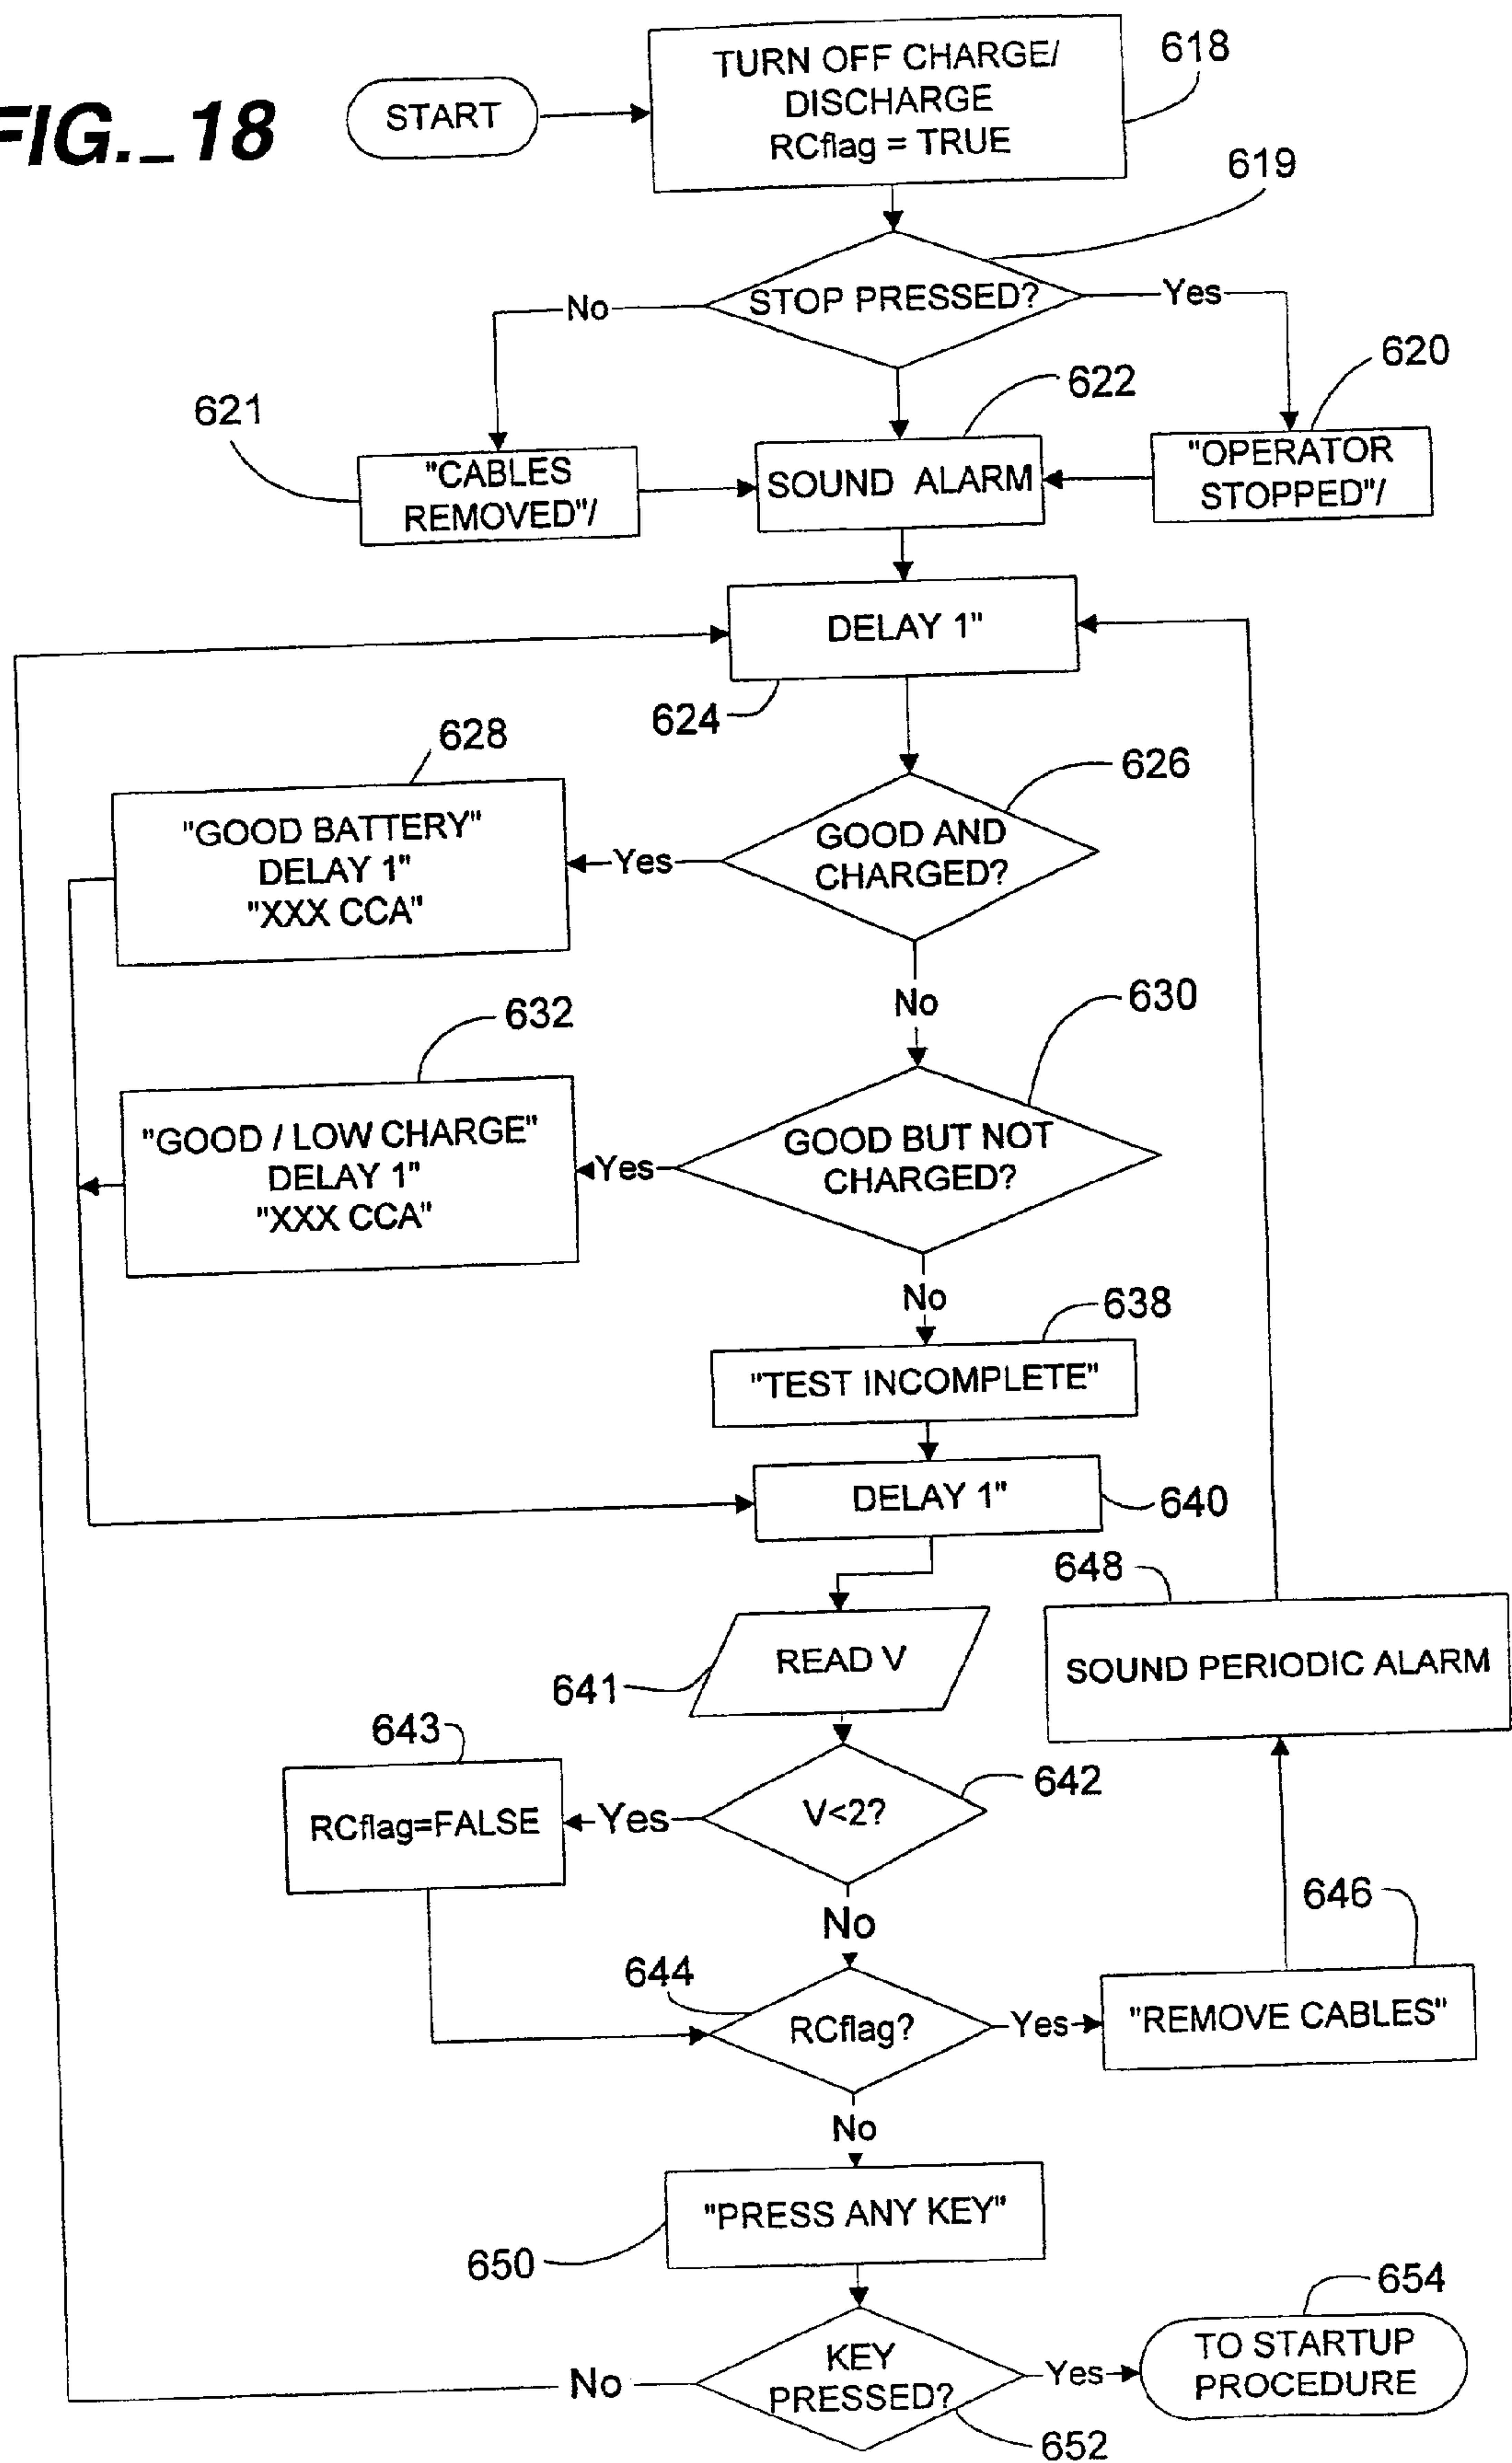 FIG._18
START
TURN OFF CHARGE/
DISCHARGE
RCflag = TRUE
618
619
STOP PRESSED?
No
Yes
620
622
621
"CABLES
REMOVED"/
SOUND ALARM
"OPERATOR
STOPPED"/
DELAY 1"
624
628
626
"GOOD BATTERY"
DELAY 1"
"XXX CCA"
Yes
GOOD AND
CHARGED?
No
630
632
"GOOD / LOW CHARGE"
DELAY 1"
"XXX CCA"
Yes
GOOD BUT NOT
CHARGED?
No
638
"TEST INCOMPLETE"
DELAY 1"
640
648
READ V
641
SOUND PERIODIC ALARM
643
642
RCflag=FALSE
Yes
V<2?
No
646
644
RCflag?
Yes
"REMOVE CABLES"
No
"PRESS ANY KEY"
650
654
KEY
PRESSED?
No
Yes
TO STARTUP
PROCEDURE
652